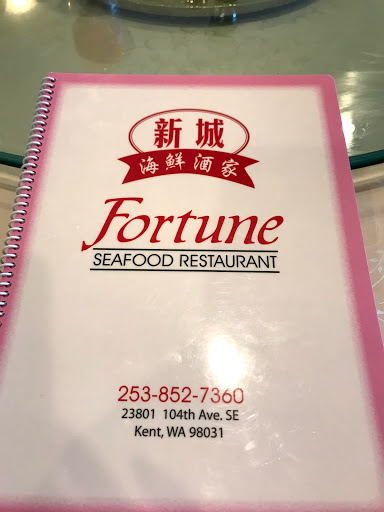 新城
海鮮酒家
Fortune
SEAFOOD RESTAURANT
253-852-7360
23801 104th Ave. SE
Kent, WA 98031